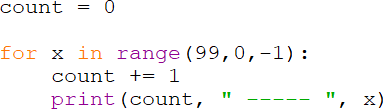 count = 0
for x in range(99,0,-1):
    count += 1
    print(count, " ----- ", x)